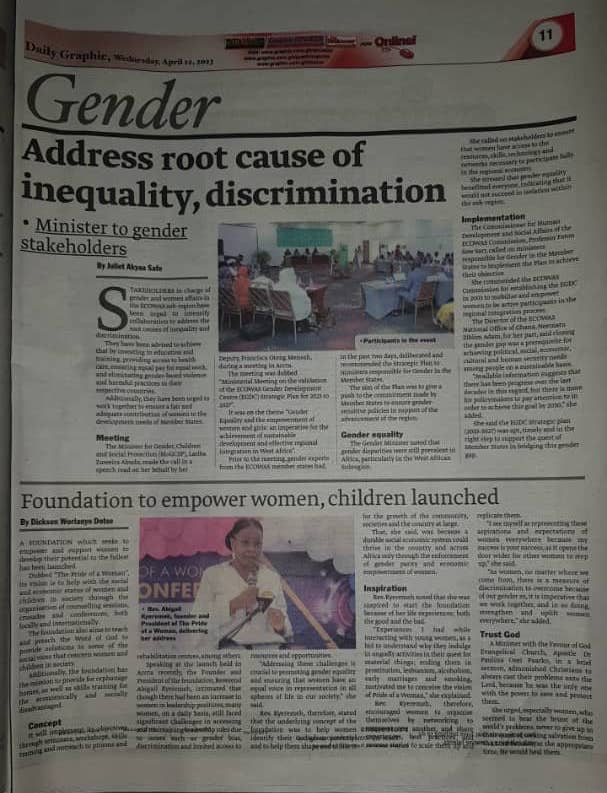 Daily Graphic, Wednesday, April 12, 2023
Online!
11
Gender
Address root cause of
inequality, discrimination
• Minister to gender
stakeholders
By Juliet Akyaa Safo
STAKEHOLDERS in charge of
gender and women affairs in
the ECOWAS sub-region have
been urged to intensify
collaboration to address the
root causes of inequality and
discrimination.
They have been advised to achieve
that by investing in education and
training, providing access to health
care, ensuring equal pay for equal work,
and eliminating gender-based violence
and harmful practices in their
respective countries.
Additionally, they have been urged to
work together to ensure a fair and
adequate contribution of women to the
development needs of Member States.
Meeting
The Minister for Gender, Children
and Social Protection (MoGCSP),
made the call in a
speech read on her behalf by her
• Participants in the event
Deputy, Francisca Oteng Mensah,
during a meeting in Accra.
The meeting was dubbed
"Ministerial Meeting on the validation
of the ECOWAS Gender Development
Centre (EGDC) Strategic Plan for 2023 to
2027".
It was on the theme "Gender
Equality and the empowerment of
women and girls: an imperative for the
achievement of sustainable
development and effective regional
integration in West Africa".
Prior to the meeting, gender experts
from the ECOWAS member states had
in the past two days, deliberated and
recommended the Strategic Plan to
ministers responsible for Gender in the
Member States.
The aim of the Plan was to give a
push to the commitment made by
Member States to ensure gender-
sensitive policies in support of the
advancement of the region.
Gender equality
The Gender Minister noted that
gender disparities were still prevalent in
Africa, particularly in the West African
Subregion.
She called on stakeholders to ensure
that women have access to the
resources, skills, technology and
networks necessary to participate fully
in the regional economy.
She stressed that gender equality
benefitted everyone, indicating that it
would not succeed in isolation within
the sub-region.
Implementation
The Commissioner for Human
Development and Social Affairs of the
ECOWAS Commission, Professor Fatou
Sow Sarr, called on ministers
responsible for Gender in the Member
States to implement the Plan to achieve
their objective.
She commended the ECOWAS
Commission for establishing the EGDC
in 2003 to mobilise and empower
women to be active participants in the
regional integration process.
The Director of the ECOWAS
National Office of Ghana,
for her part, said closing
the gender gap was a prerequisite for
achieving political, social, economic,
cultural and human security needs
among people on a sustainable basis.
"Available information suggests that
there has been progress over the last
decades in this regard, but there is more
for policymakers to pay attention to in
order to achieve this goal by 2030," she
added.
She said the EGDC Strategic plan
(2023-2027) was apt, timely and in the
right step to support the quest of
Member States in bridging this gender
gap.
Foundation to empower women, children launched
By Dickson Worlanyo Dotse
A FOUNDATION which seeks to
empower and support women to
develop their potential to the fullest
has been launched.
Dubbed "The Pride of a Woman",
its vision is to help with the social
and economic status of women and
children in society through the
organisation of counselling sessions,
crusades and conferences, both
locally and internationally.
The foundation also aims to teach
and preach the word of God to
provide solutions to some of the
social vices that concern women and
children in society.
Additionally, the foundation has
the mission to provide for orphanage
homes, as well as skills training for
the economically and socially
disadvantaged.
Concept
It will implement its objectives
through seminars, workshops, skills
training and outreach to prisons and
OF A WO
ONFE
• Rev. Abigail
Kyeremeh, founder and
President of The Pride
of a Woman, delivering
her address
rehabilitation centres, among others.
Speaking at the launch held in
Accra recently, the Founder and
President of the foundation, Reverend
Abigail Kyeremeh, intimated that
though there had been an increase in
women in leadership positions, many
women, on a daily basis, still faced
significant challenges in accessing
and maintaining leadership roles due
to issues such as gender bias,
discrimination and limited access to
resources and opportunities.
"Addressing these challenges is
crucial to promoting gender equality
and ensuring that women have an
equal voice in representation in all
spheres of life in our society," she
said.
Rev. Kyeremeh, therefore, stated
that the underlying concept of the
foundation was to help women
identify their
and to help them
for the growth of the community,
societies and the country at large.
That, she said, was because a
durable social economic system could
thrive in the country and across
Africa only through the enforcement
of gender parity and economic
empowerment of women.
Inspiration
Rev. Kyeremeh noted that she was
inspired to start the foundation
because of her life experience; both
the good and the bad.
"Experiences I had while
interacting with young women, as a
bid to understand why they indulge
in ungodly activities in their quest for
material things; ending them in
prostitution, lesbianism, alcoholism,
early marriages and smoking,
motivated me to conceive the vision
of Pride of a Woman," she explained.
Rev. Kyeremeh, therefore,
encouraged women to organise
themselves by networking to
one another, and share
best practices and
success stories to scale them up and
replicate them.
"I see myself as representing these
aspirations and expectations of
women everywhere because my
success is your success, as it opens the
door wider for other women to step
up," she said.
"As women, no matter where we
come from, there is a measure of
discrimination to overcome because
of our gender so, it is imperative that
we work together, and in so doing,
strengthen and uplift women
everywhere," she added.
Trust God
A Minister with the Favour of God
Evangelical Church, Apostle Dr
Paulina Osei Fuachi, in a brief
sermon, admonished Christians to
always cast their problems unto the
Lord, because he was the only one
with the power to save and protect
them.
She urged, especially women, who
seemed to bear the brunt of the
world's problems, never to give up in
their quest of seeking salvation from
at the appropriate
time, He would heal them.